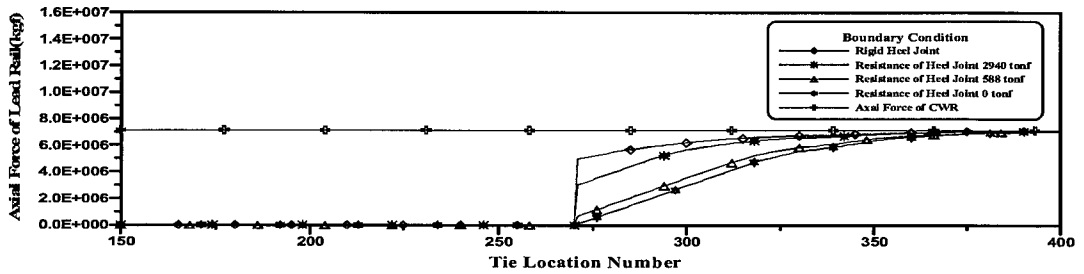 1.6E+007
1.2E+007
1.0E+007
8.0E+006
6.0E+006
4.0E+006
2.0E+006
0.0E+000
Axial Force of Lead Rail(kgf)
Boundary Condition
Rigid Heel Joint
Resistance of Heel Joint 2940 tonf
Resistance of Heel Joint 588 tonf
Resistance of Heel Joint 0 tonf
Axial Force of CWR
150
200
250
300
350
400
Tie Location Number